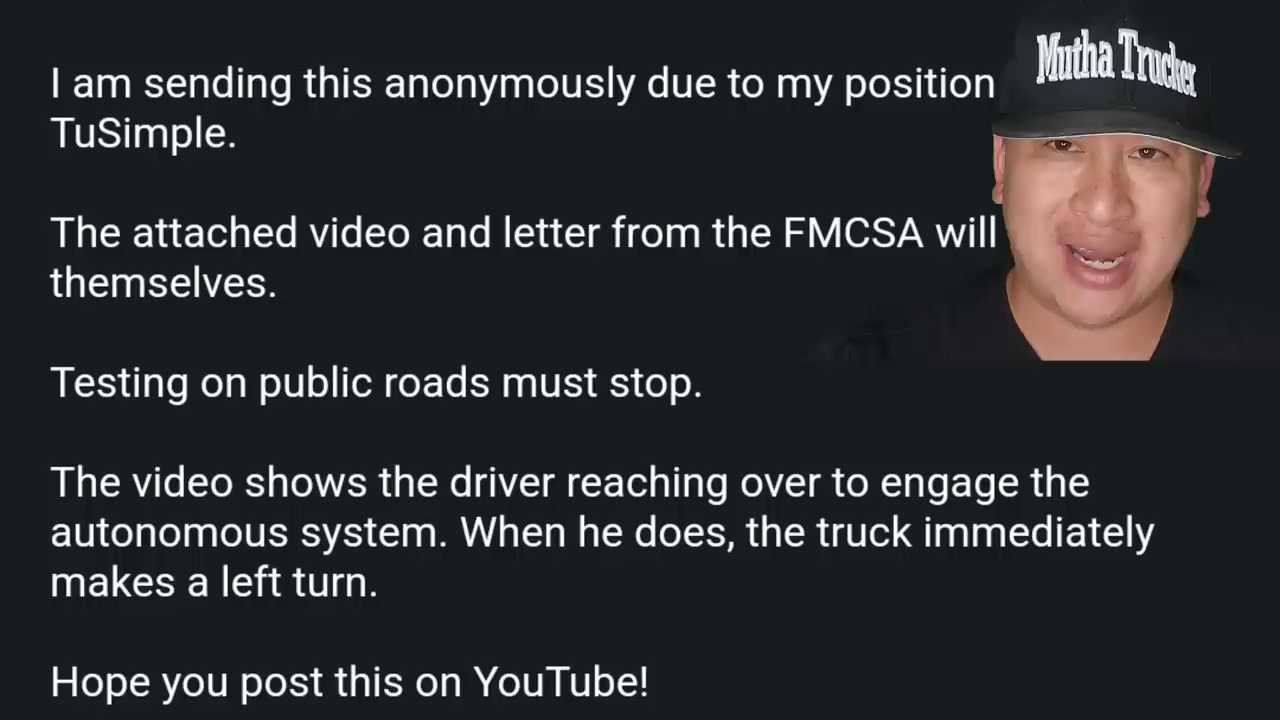 Mutha Trucker
I am sending this anonymously due to my position
TuSimple.
The attached video and letter from the FMCSA will
themselves.
Testing on public roads must stop.
The video shows the driver reaching over to engage the
autonomous system. When he does, the truck immediately
makes a left turn.
Hope you post this on YouTube!